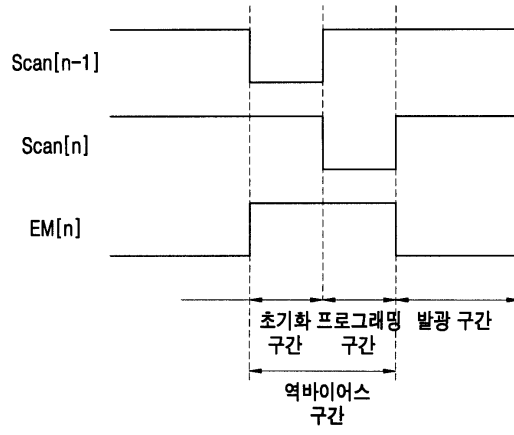 Scan[n-1]
Scan[n]
EM[n]
초기화 프로그래밍 발광 구간
구간 구간
역바이어스
구간